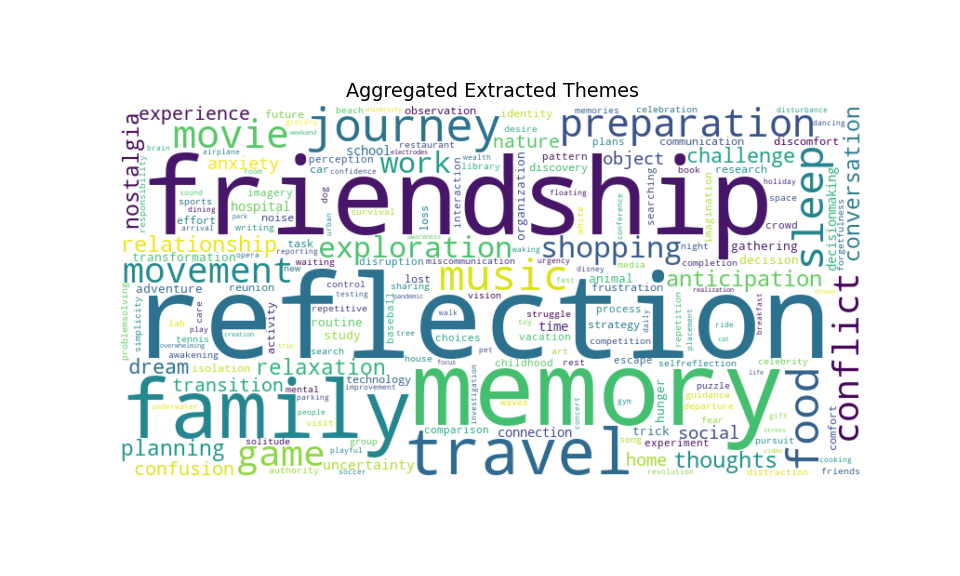 Aggregated Extracted Themes
nostalgia experience future beach university observation identity memories celebration disturbance conversation
grocery weekend desire plans communication dancing
movie journey nature preparation discomfort
brain airplane school electrodes restaurant pattern object challenge
responsibility anxiety room perception car confidence work wealth library discovery book research
friendship sleep
sound imagery dog interaction organization floating searching imagination holiday space
sports dining hospital survival loss white conference crowd decisionmaking forgetfulness
effort park writing noise urban
arrival awareness
relationship task opera exploration waking shopping night gathering
transformation reporting disruption miscommunication urgency media completion decision
movement new waiting music disney fast animal frustration anticipation realization
adventure reunion lost sharing vision
problemsolving simplicity care control testing pandemic baseball
reflection conflict
lab play activity repetitive routine struggle toy time process strategy repetition placement ride breakfast
tennis creation study tree walk choices vacation competition daily cat dinner
overwhelming trip search house focus pet art
awakening
dream isolation relaxation childhood rest escape selfreflection celebrity
transition mental technology improvement investigation waves concert gym hunger puzzle life food
family memory guidance
parking departure
underwater people visit comparison connection song trick fear gift comfort
solitude group travel experiment social stress pursuit
planning game playful home thoughts video cooking
confusion authority uncertainty soccer revolution distraction friends